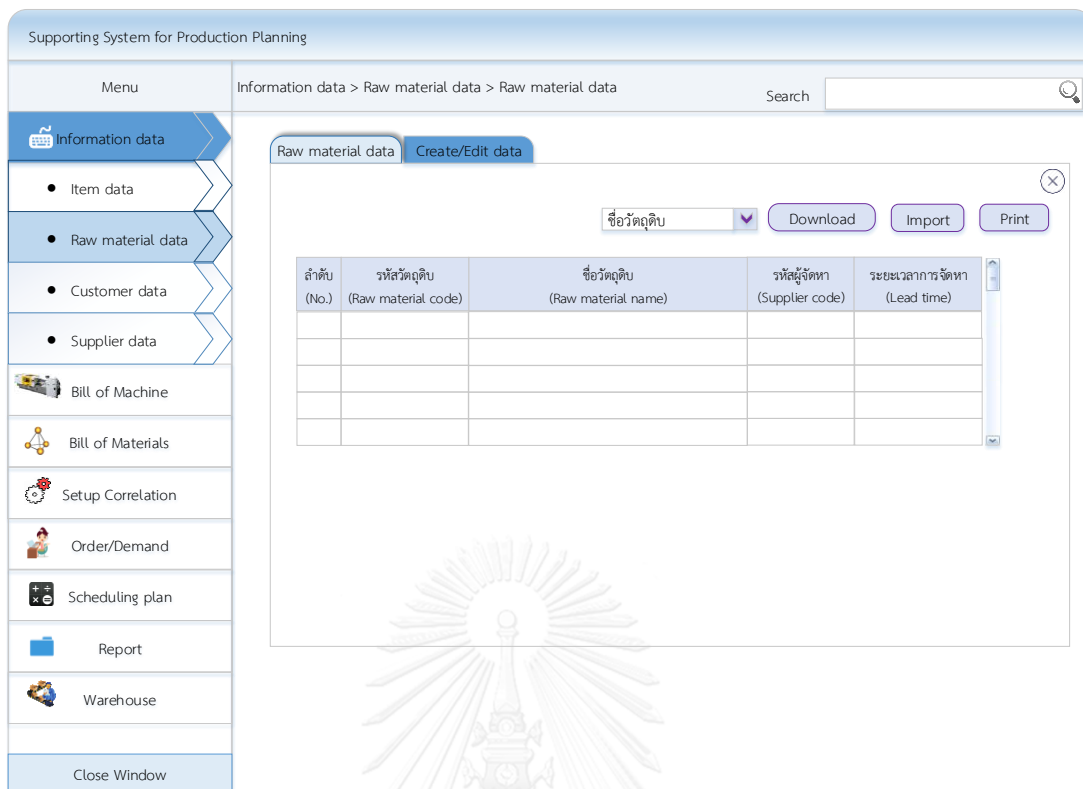 Supporting System for Production Planning
Menu
Information data > Raw material data > Raw material data
Search
Information data
Item data
Raw material data
Customer data
Supplier data
Bill of Machine
Bill of Materials
Setup Correlation
Order/Demand
Scheduling plan
Report
Warehouse
Close Window
Raw material data Create/Edit data
ชื่อวัตถุดิบ Download Import Print
ลำดับ รหัสวัตถุดิบ ชื่อวัตถุดิบ รหัสผู้จัดหา ระยะเวลาการจัดหา
(No.) (Raw material code) (Raw material name) (Supplier code) (Lead time)